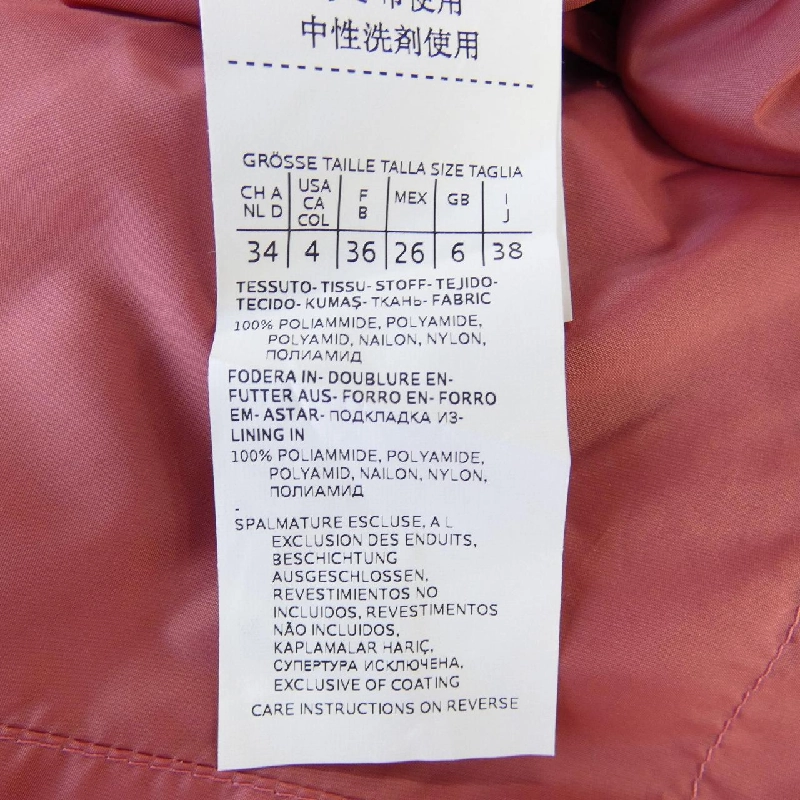 中性洗剤使用
GRÖSSE TAILLE TALLA SIZE TAGLIA
CH A NL D USA CA COL F B MEX GB I J
34 4 36 26 6 38
TESSUTO- TISSU- STOFF- TEJIDO-
TECIDO- KUMAŞ- ТКАНЬ- FABRIC
100% POLIAMMIDE, POLYAMIDE,
POLYAMID, NAILON, NYLON,
ПОЛИАМИД
FODERA IN- DOUBLURE EN-
FUTTER AUS- FORRO EN- FORRO
EM- ASTAR- ПОДКЛАДКА ИЗ-
LINING IN
100% POLIAMMIDE, POLYAMIDE,
POLYAMID, NAILON, NYLON,
ПОЛИАМИД
-
SPALMATURE ESCLUSE, A L
EXCLUSION DES ENDUITS,
BESCHICHTUNG
AUSGESCHLOSSEN,
REVESTIMIENTOS NO
INCLUIDOS, REVESTIMENTOS
NÃO INCLUIDOS,
KAPLAMALAR HARIÇ,
СУПЕРТУРА ИСКЛЮЧЕНА,
EXCLUSIVE OF COATING
CARE INSTRUCTIONS ON REVERSE